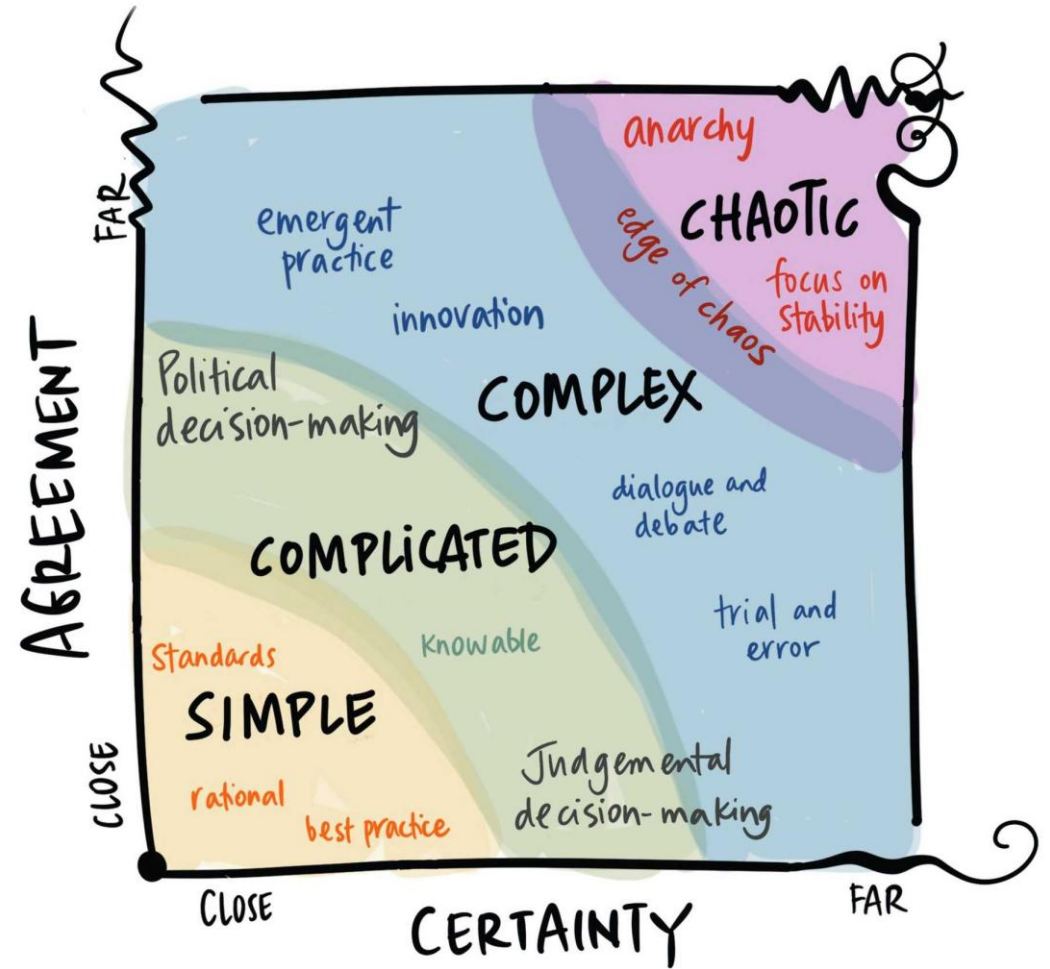 anarchy
FAR
CHAOTIC
emergent
practice
edge of chaos
focus on
stability
innovation
AGREEMENT
Political
decision-making
COMPLEX
dialogue and
debate
COMPLICATED
trial and
error
knowable
Standards
SIMPLE
CLOSE
Judgemental
decision-making
rational
best practice
CLOSE
CERTAINTY
FAR